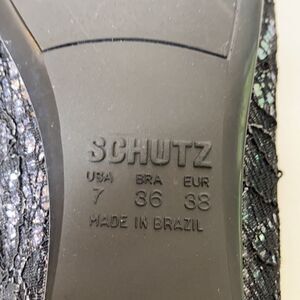 SCHUTZ
USA BRA EUR
7 36 38
MADE IN BRAZIL